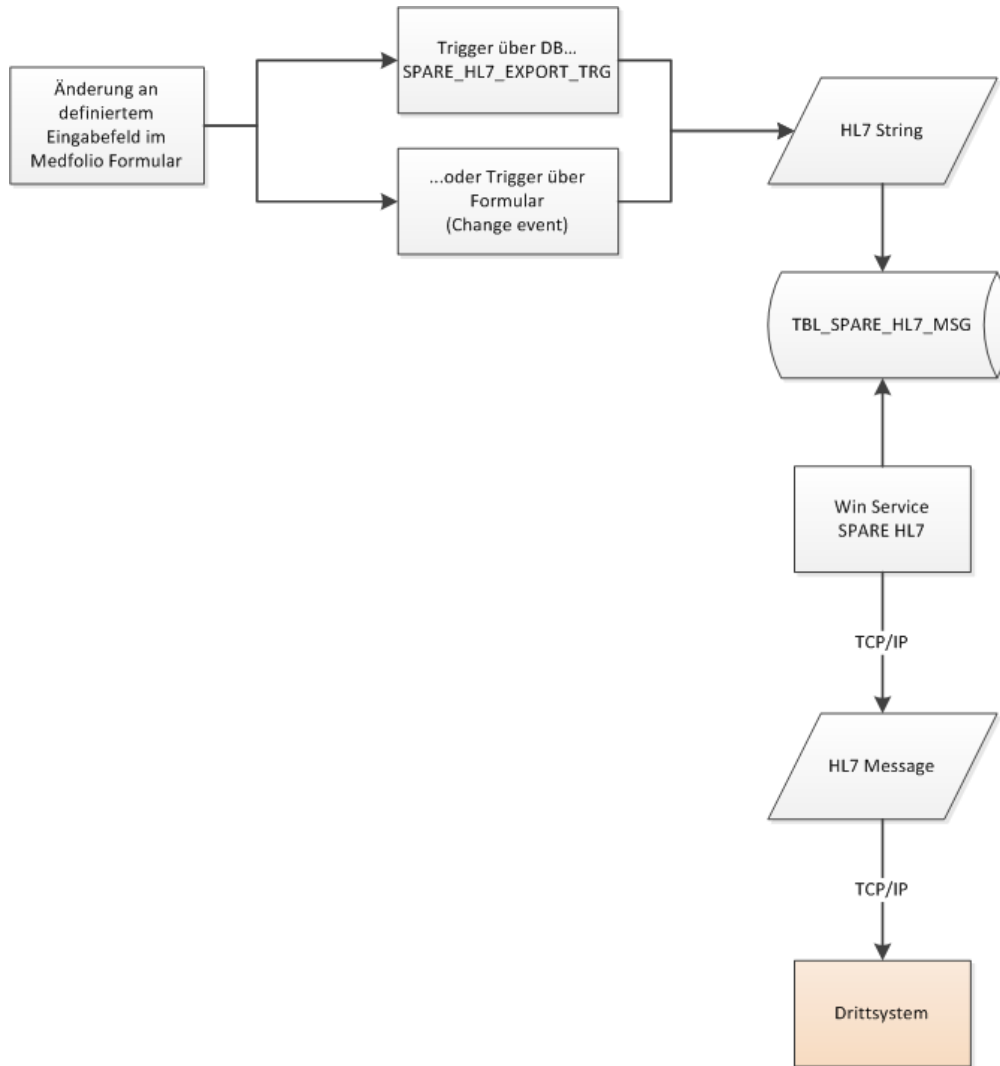 Änderung an
definiertem
Eingabefeld im
Medfolio Formular
Trigger über DB...
SPARE_HL7_EXPORT_TRG
...oder Trigger über
Formular
(Change event)
HL7 String
TBL_SPARE_HL7_MSG
Win Service
SPARE HL7
TCP/IP
HL7 Message
TCP/IP
Drittsystem